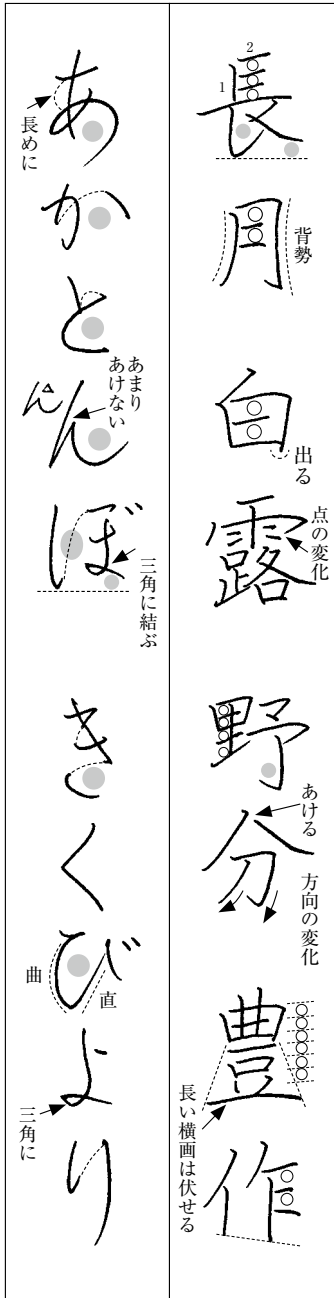 長月 白露 野分 豊作
2
1
背勢
出る
点の変化
あける
方向の変化
長い横画は伏せる
あかとんぼ きくびより
長めに
あまり
あけない
ん
三角に結ぶ
曲
直
三角に